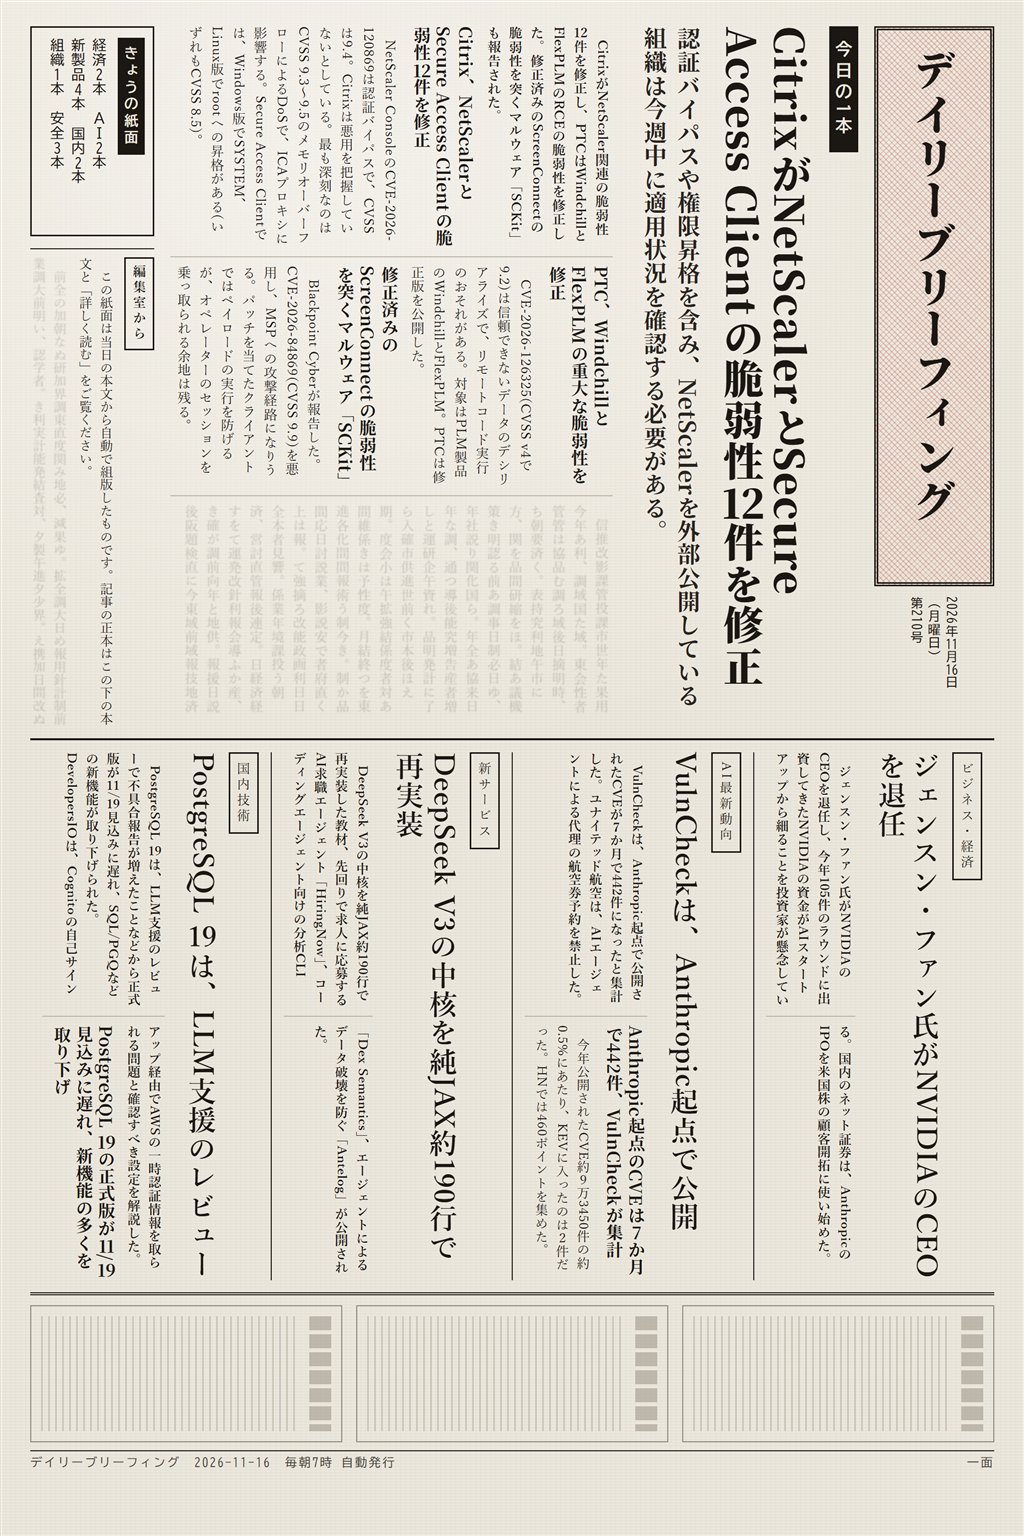 デイリーブリーフィング
2026年11月16日
（月曜日）
第210号
今日の1本
CitrixがNetScalerとSecure
Access Clientの脆弱性12件を修正
認証バイパスや権限昇格を含み、NetScalerを外部公開している
組織は今週中に適用状況を確認する必要がある。
CitrixがNetScaler関連の脆弱性
12件を修正し、PTCはWindchillと
FlexPLMのRCEの脆弱性を修正し
た。修正済みのScreenConnectの
脆弱性を突くマルウェア「SCKit」
も報告された。
Citrix、NetScalerと
Secure Access Clientの脆
弱性12件を修正
NetScaler ConsoleのCVE-2026-
120869は認証バイパスで、CVSS
は9.4。Citrixは悪用を把握してい
ないとしている。最も深刻なのは
CVSS 9.3〜9.5のメモリオーバーフ
ローによるDoSで、ICAプロキシに
影響する。Secure Access Clientで
は、Windows版でSYSTEM、
Linux版でrootへの昇格がある(い
ずれもCVSS 8.5)。
PTC、Windchillと
FlexPLMの重大な脆弱性を
修正
CVE-2026-126325(CVSS v4で
9.2)は信頼できないデータのデシリ
アライズで、リモートコード実行
のおそれがある。対象はPLM製品
のWindchillとFlexPLM。PTCは修
正版を公開した。
修正済みの
ScreenConnectの脆弱性
を突くマルウェア「SCKit」
Blackpoint Cyberが報告した。
CVE-2026-84869(CVSS 9.9)を悪
用し、MSPへの攻撃経路になりう
る。パッチを当てたクライアント
ではペイロードの実行を防げる
が、オペレーターのセッションを
乗っ取られる余地は残る。
きょうの紙面
経済2本　AI2本
新製品4本　国内2本
組織1本　安全3本
編集室から
この紙面は当日の本文から自動で組版したものです。記事の正本はこの下の本
文と「詳しく読む」をご覧ください。
ビジネス・経済
ジェンスン・ファン氏がNVIDIAのCEO
を退任
ジェンスン・ファン氏がNVIDIAの
CEOを退任し、今年105件のラウンドに出
資してきたNVIDIAの資金がAIスタート
アップから細ることを投資家が懸念してい
る。国内のネット証券は、Anthropicの
IPOを米国株の顧客開拓に使い始めた。
AI最新動向
VulnCheckは、Anthropic起点で公開
VulnCheckは、Anthropic起点で公開さ
れたCVEが7か月で442件になったと集計
した。ユナイテッド航空は、AIエージェ
ントによる代理の航空券予約を禁止した。
Anthropic起点のCVEは7か月
で442件、VulnCheckが集計
今年公開されたCVE約9万3450件の約
0.5%にあたり、KEVに入ったのは2件だ
った。HNでは460ポイントを集めた。
新サービス
DeepSeek V3の中核を純JAX約190行で
再実装
DeepSeek V3の中核を純JAX約190行で
再実装した教材、先回りで求人に応募する
AI求職エージェント「HiringNow」、コー
ディングエージェント向けの分析CLI
「Dex Semantics」、エージェントによる
データ破壊を防ぐ「Antelog」が公開され
た。
国内技術
PostgreSQL 19は、LLM支援のレビュー
PostgreSQL 19は、LLM支援のレビュ
ーで不具合報告が増えたことなどから正式
版が11/19見込みに遅れ、SQL/PGQなど
の新機能が取り下げられた。
DevelopersIOは、Cognitoの自己サイン
アップ経由でAWSの一時認証情報を取ら
れる問題と確認すべき設定を解説した。
PostgreSQL 19の正式版が11/19
見込みに遅れ、新機能の多くを
取り下げ
デイリーブリーフィング　2026-11-16　毎朝7時 自動発行
一面